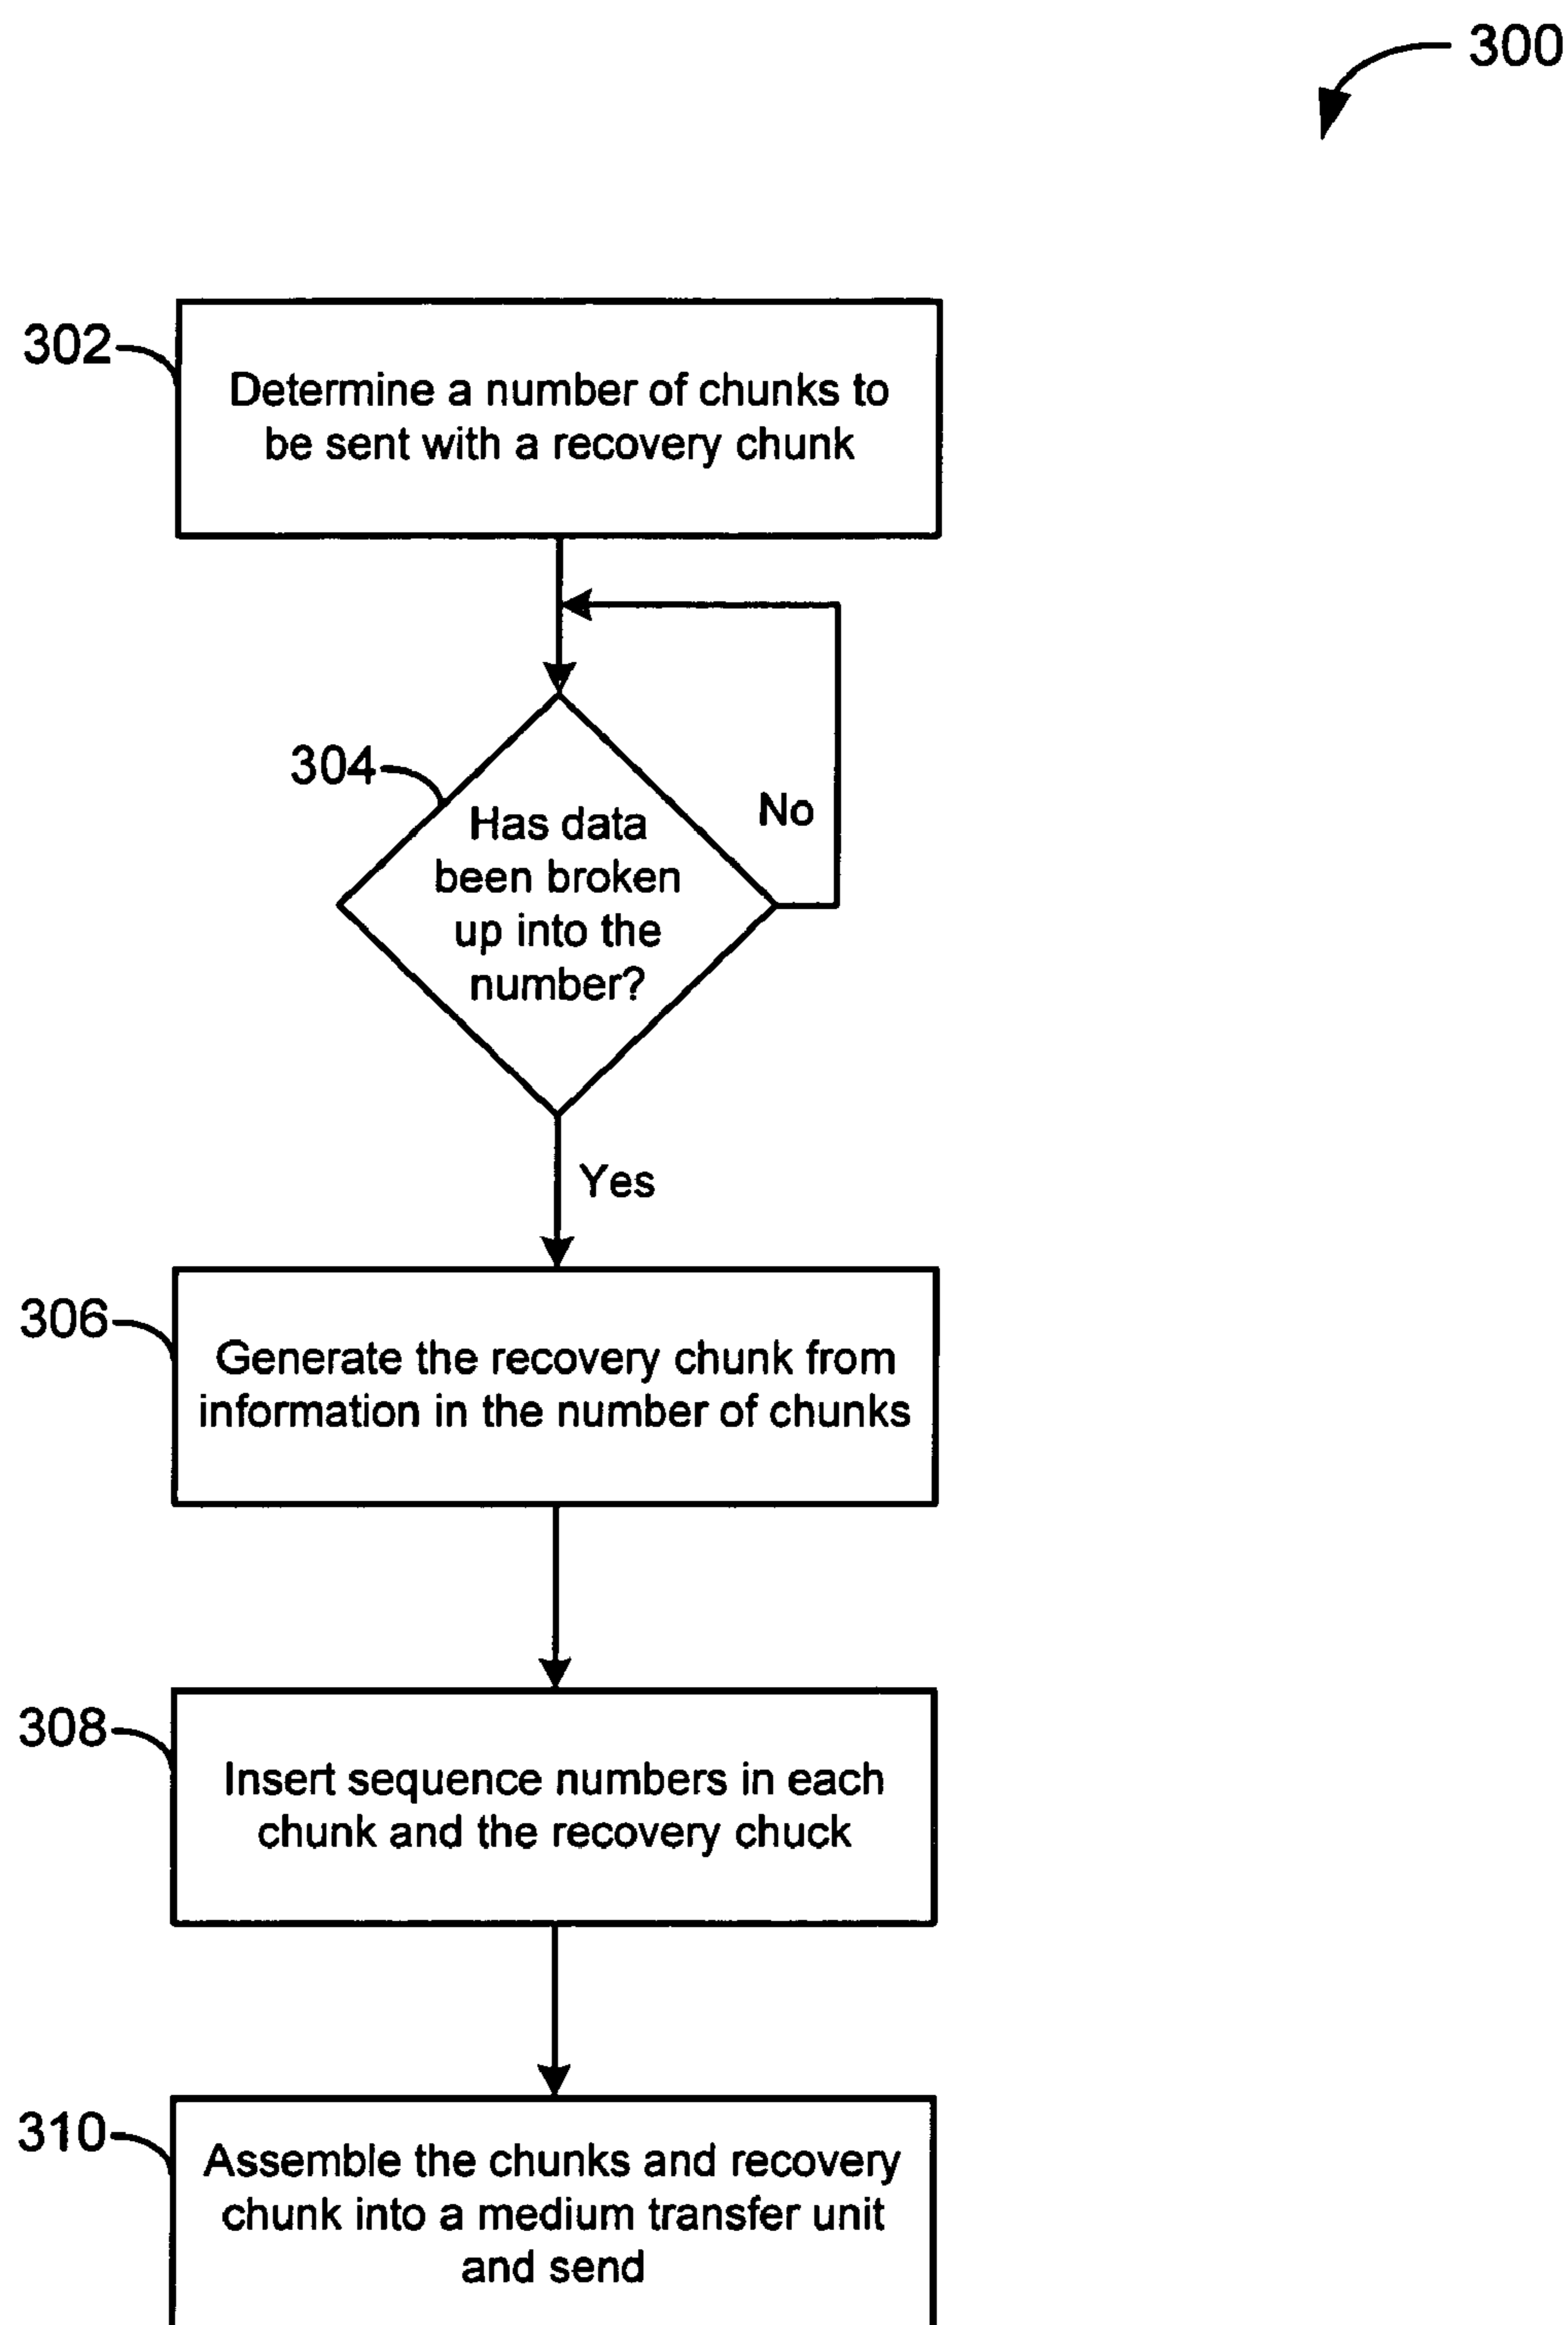 300
302
Determine a number of chunks to
be sent with a recovery chunk
304
Has data
been broken
up into the
number?
No
Yes
306
Generate the recovery chunk from
information in the number of chunks
308
Insert sequence numbers in each
chunk and the recovery chuck
310
Assemble the chunks and recovery
chunk into a medium transfer unit
and send